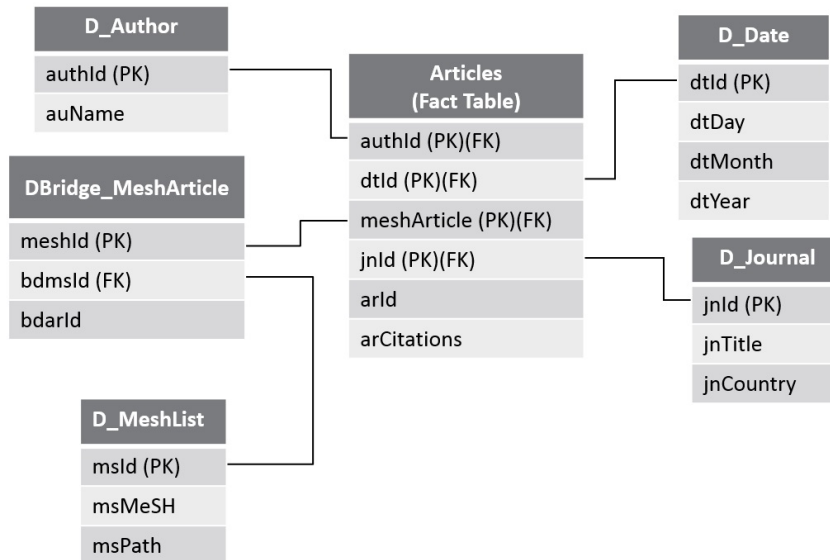 D_Author
authId (PK)
auName
DBridge_MeshArticle
meshId (PK)
bdmsId (FK)
bdarId
D_MeshList
msId (PK)
msMeSH
msPath
Articles
(Fact Table)
authId (PK)(FK)
dtId (PK)(FK)
meshArticle (PK)(FK)
jnId (PK)(FK)
arId
arCitations
D_Date
dtId (PK)
dtDay
dtMonth
dtYear
D_Journal
jnId (PK)
jnTitle
jnCountry